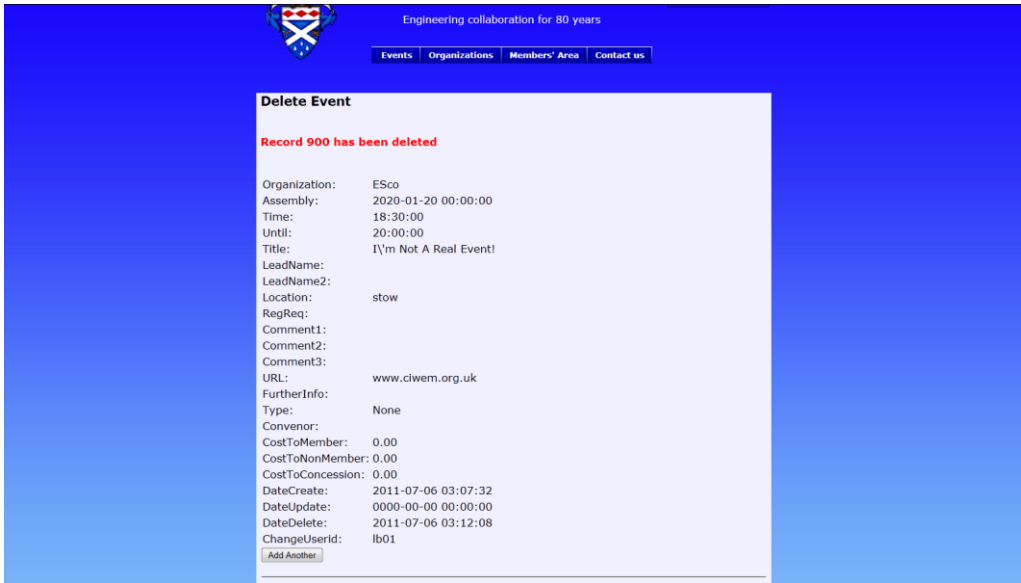 Engineering collaboration for 80 years
Events Organizations Members' Area Contact us
Delete Event
Record 900 has been deleted
Organization: ESco
Assembly: 2020-01-20 00:00:00
Time: 18:30:00
Until: 20:00:00
Title: I\'m Not A Real Event!
LeadName:
LeadName2:
Location: stow
RegReq:
Comment1:
Comment2:
Comment3:
URL: www.ciwem.org.uk
FurtherInfo:
Type: None
Convenor:
CostToMember: 0.00
CostToNonMember: 0.00
CostToConcession: 0.00
DateCreate: 2011-07-06 03:07:32
DateUpdate: 0000-00-00 00:00:00
DateDelete: 2011-07-06 03:12:08
ChangeUserid: lb01
Add Another